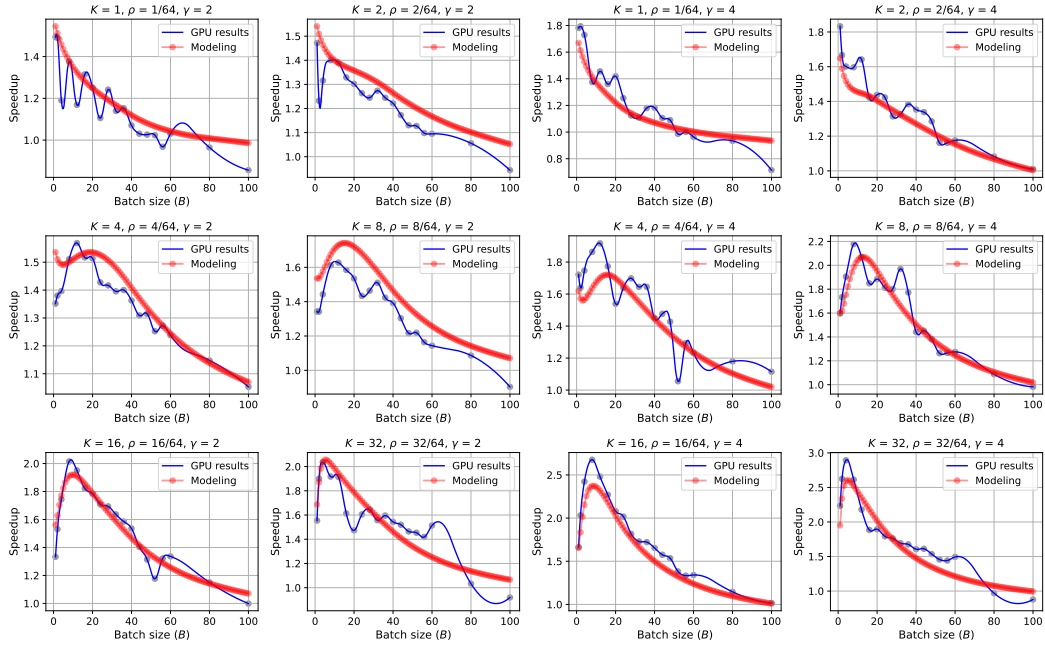 K = 1, ρ = 1/64, γ = 2
GPU results
Modeling
Speedup
1.4
1.2
1.0
0 20 40 60 80 100
Batch size (B)
K = 2, ρ = 2/64, γ = 2
GPU results
Modeling
Speedup
1.5
1.4
1.3
1.2
1.1
1.0
0 20 40 60 80 100
Batch size (B)
K = 1, ρ = 1/64, γ = 4
GPU results
Modeling
Speedup
1.8
1.6
1.4
1.2
1.0
0.8
0 20 40 60 80 100
Batch size (B)
K = 2, ρ = 2/64, γ = 4
GPU results
Modeling
Speedup
1.8
1.6
1.4
1.2
1.0
0 20 40 60 80 100
Batch size (B)
K = 4, ρ = 4/64, γ = 2
GPU results
Modeling
Speedup
1.5
1.4
1.3
1.2
1.1
0 20 40 60 80 100
Batch size (B)
K = 8, ρ = 8/64, γ = 2
GPU results
Modeling
Speedup
1.6
1.4
1.2
1.0
0 20 40 60 80 100
Batch size (B)
K = 4, ρ = 4/64, γ = 4
GPU results
Modeling
Speedup
1.8
1.6
1.4
1.2
1.0
0 20 40 60 80 100
Batch size (B)
K = 8, ρ = 8/64, γ = 4
GPU results
Modeling
Speedup
2.2
2.0
1.8
1.6
1.4
1.2
1.0
0 20 40 60 80 100
Batch size (B)
K = 16, ρ = 16/64, γ = 2
GPU results
Modeling
Speedup
2.0
1.8
1.6
1.4
1.2
1.0
0 20 40 60 80 100
Batch size (B)
K = 32, ρ = 32/64, γ = 2
GPU results
Modeling
Speedup
2.0
1.8
1.6
1.4
1.2
1.0
0 20 40 60 80 100
Batch size (B)
K = 16, ρ = 16/64, γ = 4
GPU results
Modeling
Speedup
2.5
2.0
1.5
1.0
0 20 40 60 80 100
Batch size (B)
K = 32, ρ = 32/64, γ = 4
GPU results
Modeling
Speedup
3.0
2.5
2.0
1.5
1.0
0 20 40 60 80 100
Batch size (B)